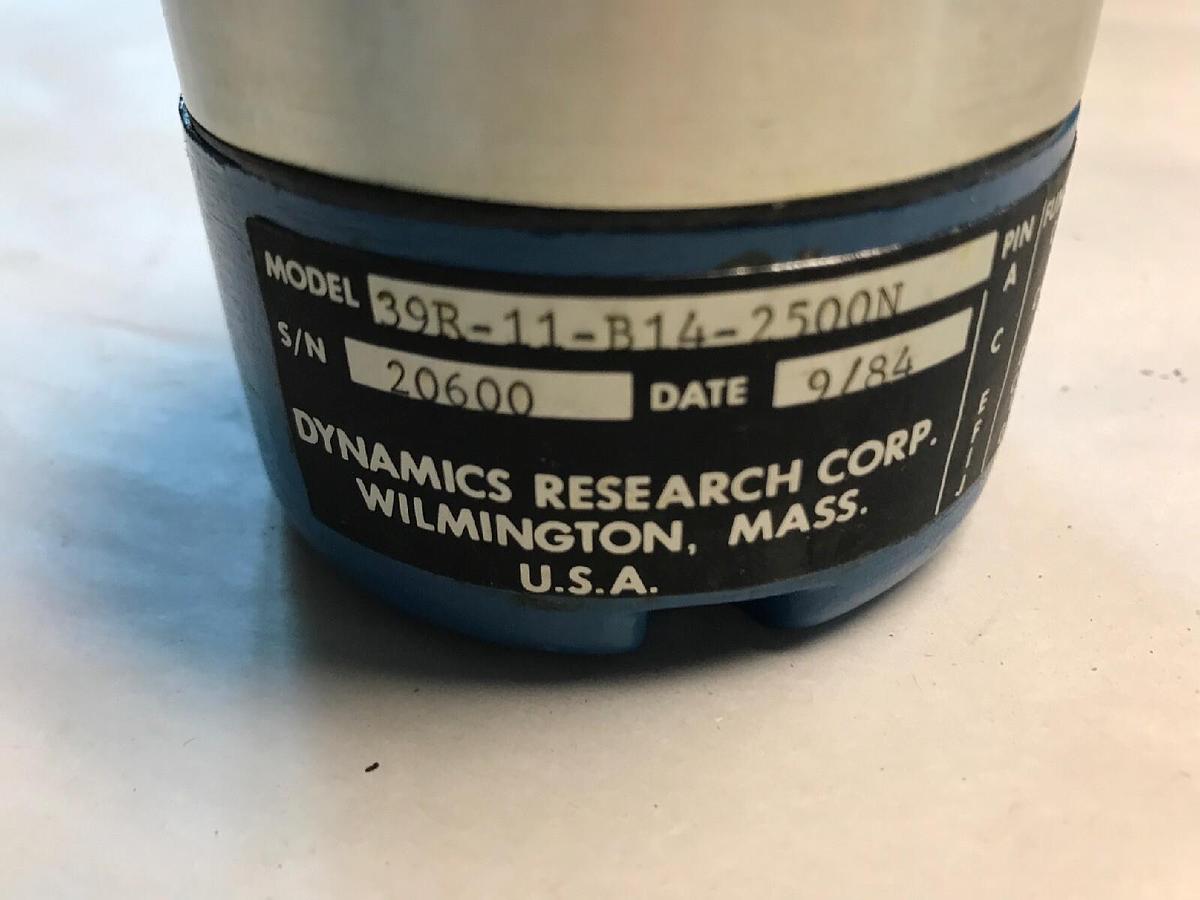 MODEL 39R-11-B14-2500N
S/N 20600 DATE 9/84
DYNAMICS RESEARCH CORP.
WILMINGTON, MASS.
U.S.A.
PIN
A
C
E
F